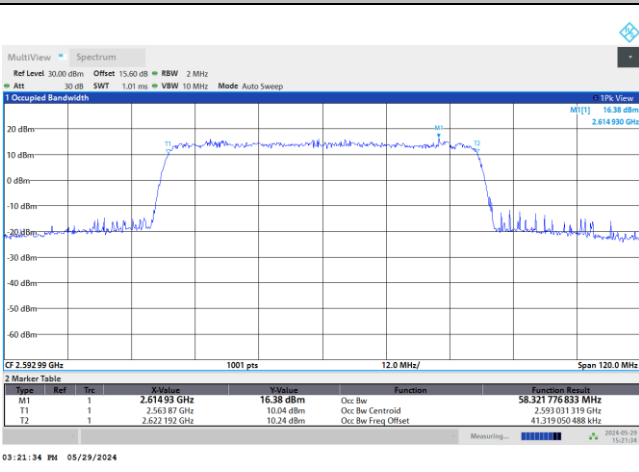 MultiView Spectrum
Ref Level 30.00 dBm Offset 15.60 dB RBW 2 MHz
Att 30 dB SWT 1.01 ms VBW 10 MHz Mode Auto Sweep
1 Occupied Bandwidth 1Pk View
M1[1] 16.38 dBm
2.614 930 GHz
M1
20 dBm
T1 T2
10 dBm
0 dBm
-10 dBm
-20 dBm
-30 dBm
-40 dBm
-50 dBm
-60 dBm
CF 2.592 99 GHz 1001 pts 12.0 MHz/ Span 120.0 MHz
2 Marker Table
Type Ref Trc X-Value Y-Value Function Function Result
M1 1 2.614 93 GHz 16.38 dBm Occ Bw 58.321 776 833 MHz
T1 1 2.563 87 GHz 10.04 dBm Occ Bw Centroid 2.593 031 319 GHz
T2 1 2.622 192 GHz 10.24 dBm Occ Bw Freq Offset 41.319 050 488 kHz
Measuring... 2024-05-29
15:21:34
03:21:34 PM 05/29/2024